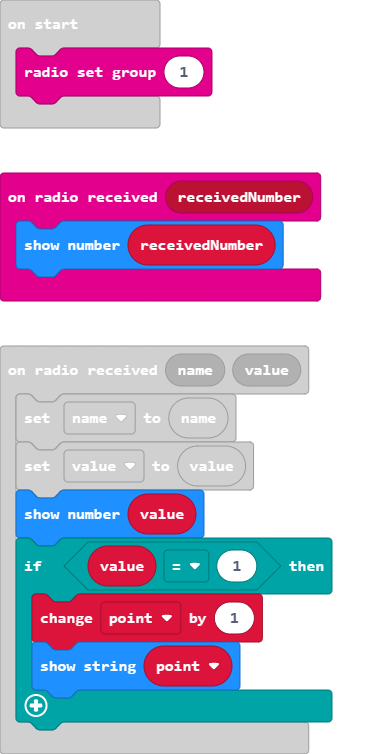 on start
radio set group 1
on radio received receivedNumber
show number receivedNumber
on radio received name value
set name to name
set value to value
show number value
if value = 1 then
change point by 1
show string point